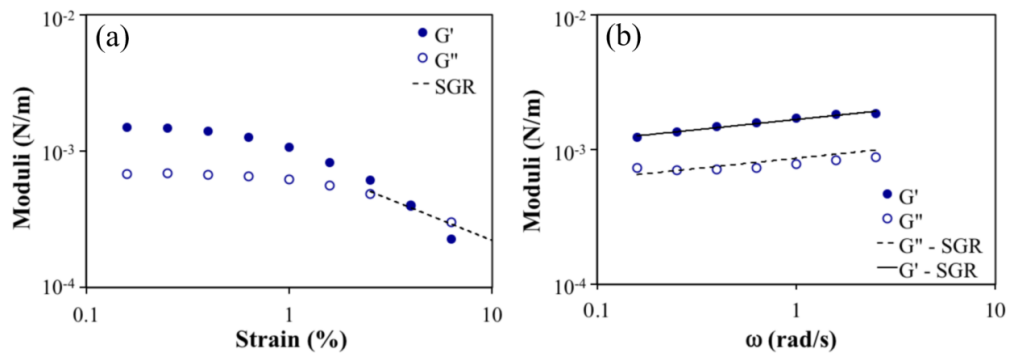 (a)
10^-2
10^-3
10^-4
0.1
1
10
Moduli (N/m)
Strain (%)
G'
G"
SGR
(b)
10^-2
10^-3
10^-4
0.1
1
10
Moduli (N/m)
ω (rad/s)
G'
G"
G" - SGR
G' - SGR